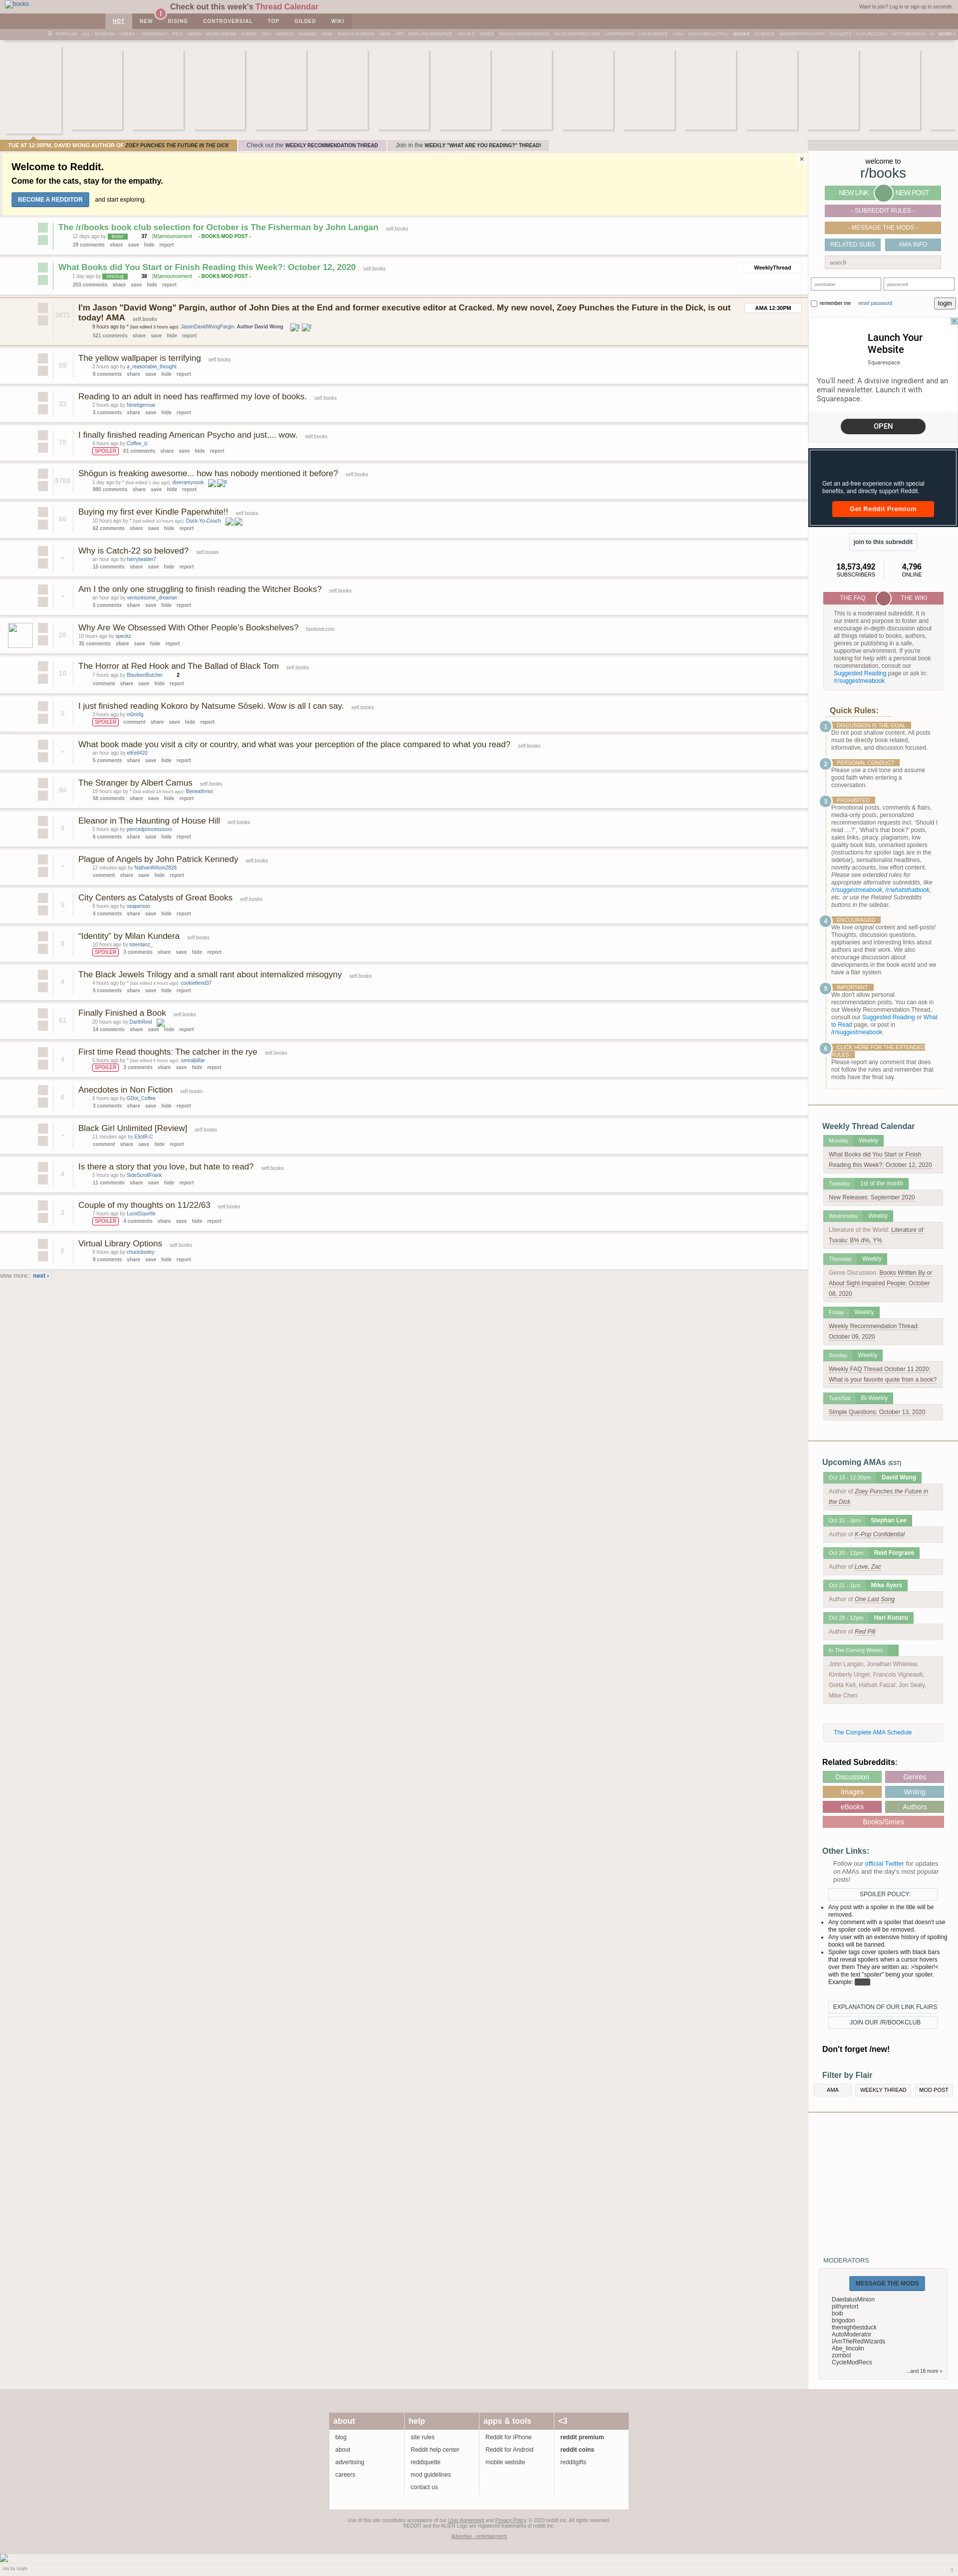 books
Check out this week's Thread Calendar
Want to join? Log in or sign up in seconds.
HOT NEW RISING CONTROVERSIAL TOP GILDED WIKI
TUE AT 12:30PM, DAVID WONG AUTHOR OF ZOEY PUNCHES THE FUTURE IN THE DICK
Check out the WEEKLY RECOMMENDATION THREAD
Join in the WEEKLY "WHAT ARE YOU READING?" THREAD!
Welcome to Reddit.
Come for the cats, stay for the empathy.
BECOME A REDDITOR and start exploring.
×
The /r/books book club selection for October is The Fisherman by John Langan self.books
12 days ago by 37 [M]announcement - BOOKS MOD POST -
29 comments share save hide report
What Books did You Start or Finish Reading this Week?: October 12, 2020 self.books
WeeklyThread
1 day ago by vincoug 38 [M]announcement - BOOKS MOD POST -
203 comments share save hide report
3871
I'm Jason "David Wong" Pargin, author of John Dies at the End and former executive editor at Cracked. My new novel, Zoey Punches the Future in the Dick, is out today! AMA self.books
AMA 12:30PM
9 hours ago by * (last edited 3 hours ago) JasonDavidWongPargin Author David Wong
521 comments share save hide report
59
The yellow wallpaper is terrifying self.books
3 hours ago by a_reasonable_thought
8 comments share save hide report
33
Reading to an adult in need has reaffirmed my love of books. self.books
2 hours ago by Ninetigerniar
3 comments share save hide report
75
I finally finished reading American Psycho and just.... wow. self.books
9 hours ago by Coffee_iz
SPOILER 61 comments share save hide report
5788
Shōgun is freaking awesome... how has nobody mentioned it before? self.books
1 day ago by * (last edited 1 day ago) diverareyouok
980 comments share save hide report
66
Buying my first ever Kindle Paperwhite!! self.books
10 hours ago by * (last edited 10 hours ago) Duck-Yo-Couch
62 comments share save hide report
•
Why is Catch-22 so beloved? self.books
an hour ago by harrytwatter7
15 comments share save hide report
•
Am I the only one struggling to finish reading the Witcher Books? self.books
an hour ago by venturesome_dreamer
5 comments share save hide report
28
Why Are We Obsessed With Other People's Bookshelves? bookriot.com
10 hours ago by speckz
35 comments share save hide report
10
The Horror at Red Hook and The Ballad of Black Tom self.books
7 hours ago by BlavikenButcher 2
comment share save hide report
5
I just finished reading Kokoro by Natsume Sōseki. Wow is all I can say. self.books
3 hours ago by m0nt4g
SPOILER comment share save hide report
•
What book made you visit a city or country, and what was your perception of the place compared to what you read? self.books
an hour ago by eiKe8420
5 comments share save hide report
94
The Stranger by Albert Camus self.books
19 hours ago by * (last edited 19 hours ago) Beneathmoi
58 comments share save hide report
9
Eleanor in The Haunting of House Hill self.books
5 hours ago by piercedprincessxoxo
6 comments share save hide report
•
Plague of Angels by John Patrick Kennedy self.books
12 minutes ago by NathanWilson2828
comment share save hide report
5
City Centers as Catalysts of Great Books self.books
8 hours ago by seaperson
4 comments share save hide report
6
"Identity" by Milan Kundera self.books
10 hours ago by totentanz_
SPOILER 3 comments share save hide report
4
The Black Jewels Trilogy and a small rant about internalized misogyny self.books
4 hours ago by * (last edited 4 hours ago) cookiefiend37
5 comments share save hide report
61
Finally Finished a Book self.books
20 hours ago by DarthReid
14 comments share save hide report
4
First time Read thoughts: The catcher in the rye self.books
5 hours ago by * (last edited 5 hours ago) cerealpillar
SPOILER 3 comments share save hide report
6
Anecdotes in Non Fiction self.books
6 hours ago by GDot_Coffee
3 comments share save hide report
•
Black Girl Unlimited [Review] self.books
11 minutes ago by EliotR-C
comment share save hide report
4
Is there a story that you love, but hate to read? self.books
5 hours ago by SideScrollFrank
11 comments share save hide report
3
Couple of my thoughts on 11/22/63 self.books
7 hours ago by LucidSquirtle
SPOILER 4 comments share save hide report
6
Virtual Library Options self.books
9 hours ago by chuckdooley
9 comments share save hide report
view more: next ›
welcome to
r/books
NEW LINK NEW POST
- SUBREDDIT RULES -
- MESSAGE THE MODS -
RELATED SUBS AMA INFO
search
username password
remember me reset password login
Launch Your Website
Squarespace
You'll need: A divisive ingredient and an email newsletter. Launch it with Squarespace.
OPEN
Get an ad-free experience with special benefits, and directly support Reddit.
Get Reddit Premium
join to this subreddit
18,573,492 4,796
SUBSCRIBERS ONLINE
THE FAQ THE WIKI
This is a moderated subreddit. It is our intent and purpose to foster and encourage in-depth discussion about all things related to books, authors, genres or publishing in a safe, supportive environment. If you're looking for help with a personal book recommendation, consult our Suggested Reading page or ask in: /r/suggestmeabook
Quick Rules:
1 DISCUSSION IS THE GOAL
Do not post shallow content. All posts must be directly book related, informative, and discussion focused.
2 PERSONAL CONDUCT
Please use a civil tone and assume good faith when entering a conversation.
3 PROHIBITED
Promotional posts, comments & flairs, media-only posts, personalized recommendation requests incl. 'Should I read …?', 'What's that book?' posts, sales links, piracy, plagiarism, low quality book lists, unmarked spoilers (instructions for spoiler tags are in the sidebar), sensationalist headlines, novelty accounts, low effort content.
Please see extended rules for appropriate alternative subreddits, like /r/suggestmeabook, /r/whatsthatbook, etc. or use the Related Subreddits buttons in the sidebar.
4 ENCOURAGED
We love original content and self-posts! Thoughts, discussion questions, epiphanies and interesting links about authors and their work. We also encourage discussion about developments in the book world and we have a flair system.
5 IMPORTANT
We don't allow personal recommendation posts. You can ask in our Weekly Recommendation Thread, consult our Suggested Reading or What to Read page, or post in /r/suggestmeabook.
6 CLICK HERE FOR THE EXTENDED RULES
Please report any comment that does not follow the rules and remember that mods have the final say.
Weekly Thread Calendar
Monday Weekly
What Books did You Start or Finish Reading this Week?: October 12, 2020
Tuesday 1st of the month
New Releases: September 2020
Wednesday Weekly
Literature of the World: Literature of Tuvalu: B% d%, Y%
Thursday Weekly
Genre Discussion: Books Written By or About Sight-Impaired People: October 08, 2020
Friday Weekly
Weekly Recommendation Thread: October 09, 2020
Sunday Weekly
Weekly FAQ Thread October 11 2020: What is your favorite quote from a book?
Tues/Sat Bi-Weekly
Simple Questions: October 13, 2020
Upcoming AMAs (EST)
Oct 13 - 12:30pm David Wong
Author of Zoey Punches the Future in the Dick
Oct 15 - 3pm Stephan Lee
Author of K-Pop Confidential
Oct 20 - 12pm Reid Forgrave
Author of Love, Zac
Oct 21 - 1pm Mike Ayers
Author of One Last Song
Oct 29 - 12pm Hari Kunzru
Author of Red Pill
In The Coming Weeks
John Langan, Jonathan Whitelaw, Kimberly Unger, Francois Vigneault, Greta Kell, Hafsah Faizal, Jon Sealy, Mike Chen
The Complete AMA Schedule
Related Subreddits:
Discussion Genres
Images Writing
eBooks Authors
Books/Series
Other Links:
Follow our official Twitter for updates on AMAs and the day's most popular posts!
SPOILER POLICY:
Any post with a spoiler in the title will be removed.
Any comment with a spoiler that doesn't use the spoiler code will be removed.
Any user with an extensive history of spoiling books will be banned.
Spoiler tags cover spoilers with black bars that reveal spoilers when a cursor hovers over them They are written as: >!spoiler!< with the text "spoiler" being your spoiler. Example:
EXPLANATION OF OUR LINK FLAIRS
JOIN OUR /R/BOOKCLUB
Don't forget /new!
Filter by Flair
AMA WEEKLY THREAD MOD POST
MODERATORS
MESSAGE THE MODS
DaedalusMinion
pithyretort
boib
brigodon
themightiestduck
AutoModerator
IAmTheRedWizards
Abe_lincolin
zomboi
CycleModRecs
...and 18 more »
about help apps & tools <3
blog site rules Reddit for iPhone reddit premium
about Reddit help center Reddit for Android reddit coins
advertising reddiquette mobile website redditgifts
careers mod guidelines
contact us
Use of this site constitutes acceptance of our User Agreement and Privacy Policy. © 2020 reddit inc. All rights reserved.
REDDIT and the ALIEN Logo are registered trademarks of reddit inc.
Advertise - entertainment